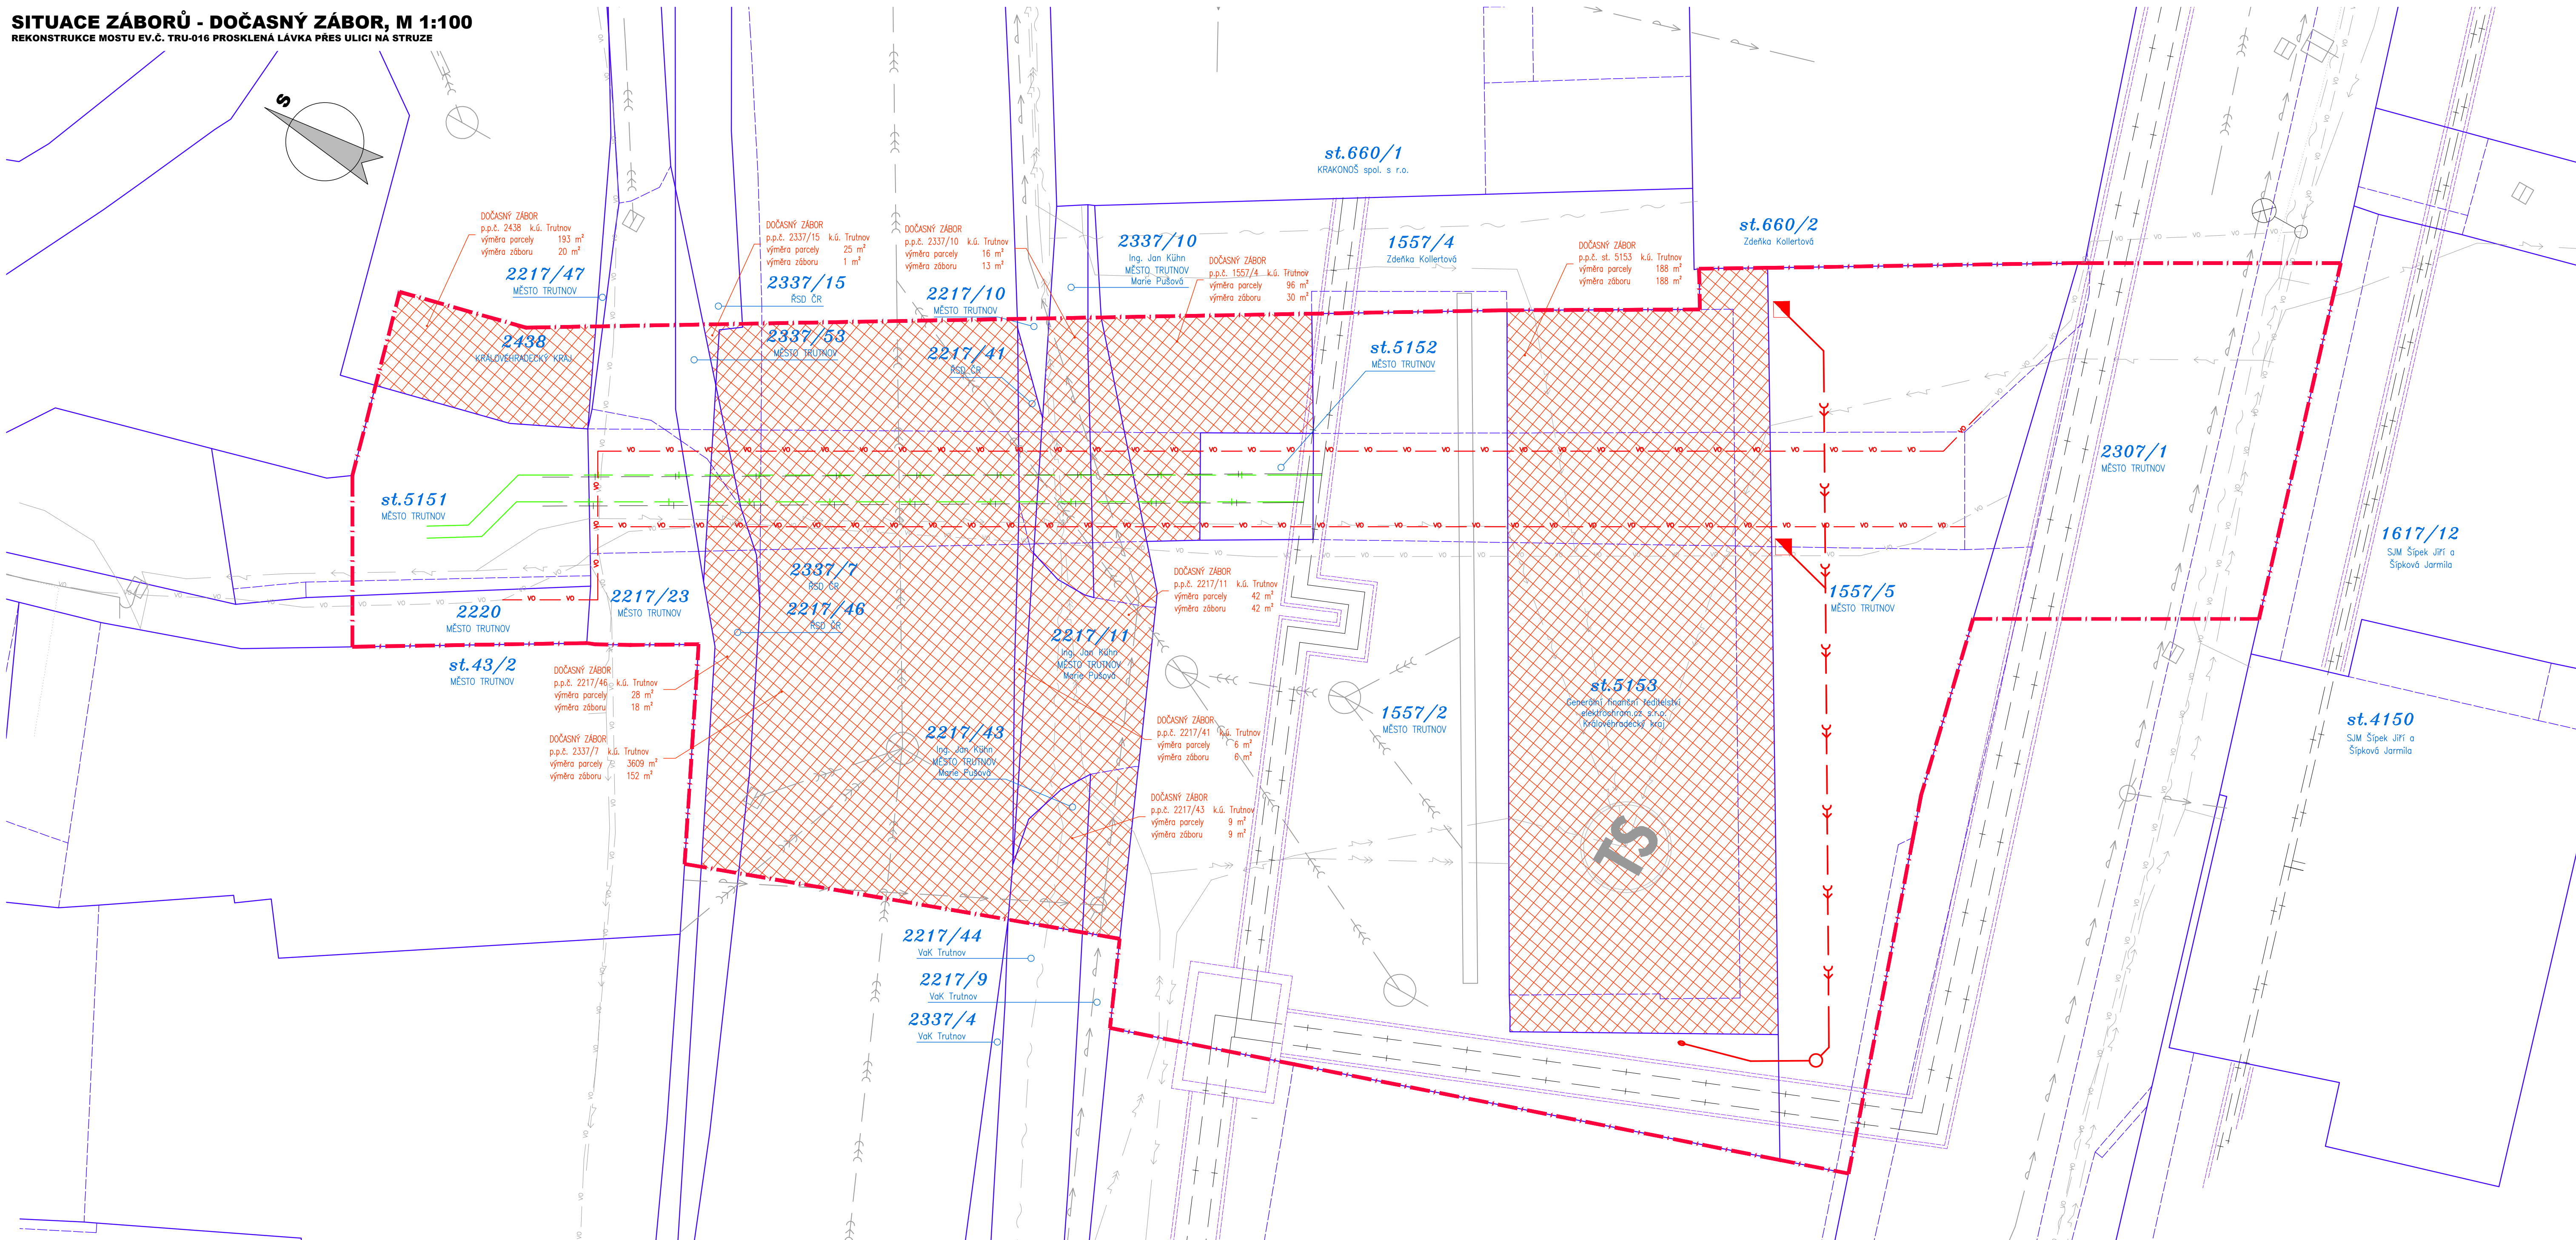 SITUACE ZÁBORŮ - DOČASNÝ ZÁBOR, M 1:100
REKONSTRUKCE MOSTU EV.Č. TRU-016 PROSKLENÁ LÁVKA PŘES ULICI NA STRUZE
S
st.660/1
KRAKONOŠ spol. s r.o.
DOČASNÝ ZÁBOR
p.p.č. 2438 k.ú. Trutnov
výměra parcely 193 m²
výměra záboru 20 m²
2217/47
MĚSTO TRUTNOV
DOČASNÝ ZÁBOR
p.p.č. 2337/15 k.ú. Trutnov
výměra parcely 25 m²
výměra záboru 1 m²
2337/15
ŘSD ČR
DOČASNÝ ZÁBOR
p.p.č. 2337/10 k.ú. Trutnov
výměra parcely 16 m²
výměra záboru 13 m²
2217/10
MĚSTO TRUTNOV
2337/10
Ing. Jan Kühn
MĚSTO TRUTNOV
Marie Pušová
DOČASNÝ ZÁBOR
p.p.č. 1557/4 k.ú. Trutnov
výměra parcely 96 m²
výměra záboru 30 m²
1557/4
Zdeňka Kollertová
DOČASNÝ ZÁBOR
p.p.č. st. 5153 k.ú. Trutnov
výměra parcely 188 m²
výměra záboru 188 m²
st.660/2
Zdeňka Kollertová
2438
KRÁLOVÉHRADECKÝ KRAJ
2337/53
MĚSTO TRUTNOV
2217/41
ŘSD ČR
st.5152
MĚSTO TRUTNOV
2307/1
MĚSTO TRUTNOV
st.5151
MĚSTO TRUTNOV
1617/12
SJM Šípek Jiří a
Šípková Jarmila
2220
MĚSTO TRUTNOV
2217/23
MĚSTO TRUTNOV
2337/7
ŘSD ČR
2217/46
ŘSD ČR
DOČASNÝ ZÁBOR
p.p.č. 2217/11 k.ú. Trutnov
výměra parcely 42 m²
výměra záboru 42 m²
1557/5
MĚSTO TRUTNOV
2217/11
Ing. Jan Kühn
MĚSTO TRUTNOV
Marie Pušová
st.43/2
MĚSTO TRUTNOV
DOČASNÝ ZÁBOR
p.p.č. 2217/46 k.ú. Trutnov
výměra parcely 28 m²
výměra záboru 18 m²
DOČASNÝ ZÁBOR
p.p.č. 2337/7 k.ú. Trutnov
výměra parcely 3609 m²
výměra záboru 152 m²
2217/43
Ing. Jan Kühn
MĚSTO TRUTNOV
Marie Pušová
DOČASNÝ ZÁBOR
p.p.č. 2217/41 k.ú. Trutnov
výměra parcely 6 m²
výměra záboru 6 m²
DOČASNÝ ZÁBOR
p.p.č. 2217/43 k.ú. Trutnov
výměra parcely 9 m²
výměra záboru 9 m²
1557/2
MĚSTO TRUTNOV
st.5153
Generální finanční ředitelství
elektroshram.cz s.r.o.
Královéhradecký kraj
st.4150
SJM Šípek Jiří a
Šípková Jarmila
TS
2217/44
VaK Trutnov
2217/9
VaK Trutnov
2337/4
VaK Trutnov